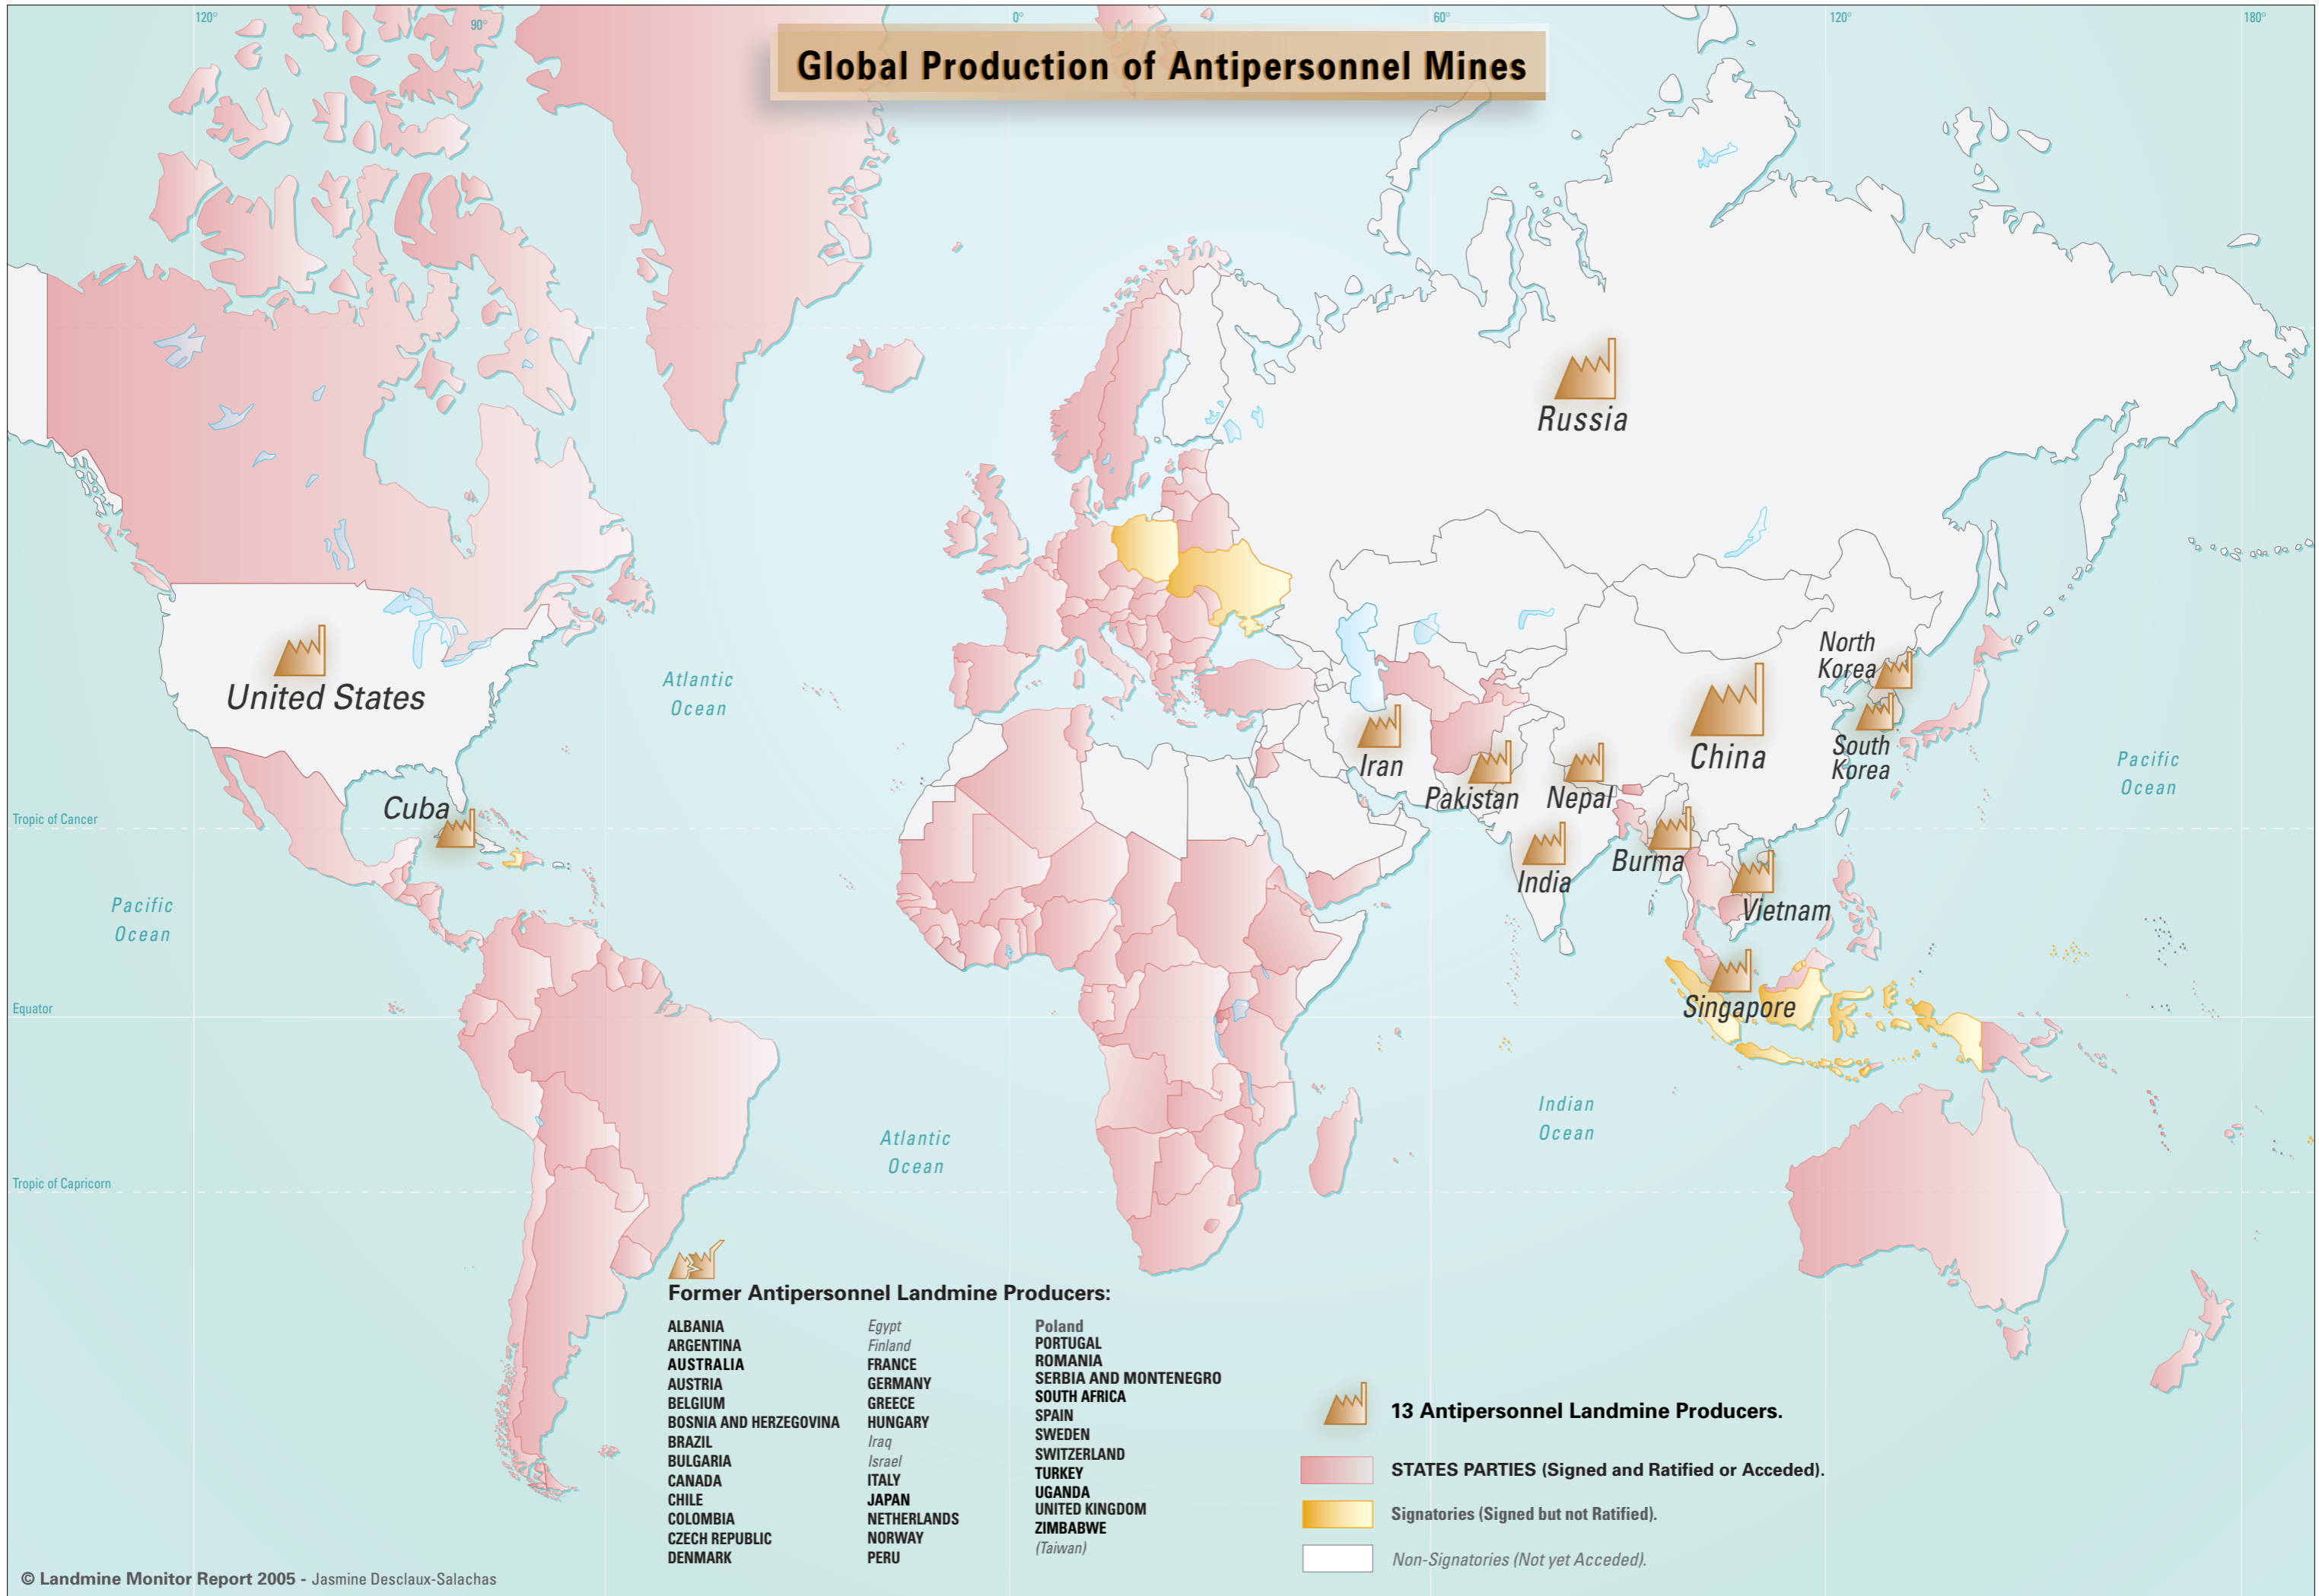 120°
90°
0°
60°
120°
180°
Global Production of Antipersonnel Mines
Russia
United States
Atlantic
Ocean
North
Korea
China
South
Korea
Iran
Pakistan
Nepal
Pacific
Ocean
Cuba
Tropic of Cancer
Burma
India
Vietnam
Pacific
Ocean
Singapore
Equator
Indian
Ocean
Atlantic
Ocean
Tropic of Capricorn
Former Antipersonnel Landmine Producers:
ALBANIA
ARGENTINA
AUSTRALIA
AUSTRIA
BELGIUM
BOSNIA AND HERZEGOVINA
BRAZIL
BULGARIA
CANADA
CHILE
COLOMBIA
CZECH REPUBLIC
DENMARK
Egypt
Finland
FRANCE
GERMANY
GREECE
HUNGARY
Iraq
Israel
ITALY
JAPAN
NETHERLANDS
NORWAY
PERU
Poland
PORTUGAL
ROMANIA
SERBIA AND MONTENEGRO
SOUTH AFRICA
SPAIN
SWEDEN
SWITZERLAND
TURKEY
UGANDA
UNITED KINGDOM
ZIMBABWE
(Taiwan)
13 Antipersonnel Landmine Producers.
STATES PARTIES (Signed and Ratified or Acceded).
Signatories (Signed but not Ratified).
Non-Signatories (Not yet Acceded).
© Landmine Monitor Report 2005 - Jasmine Desclaux-Salachas